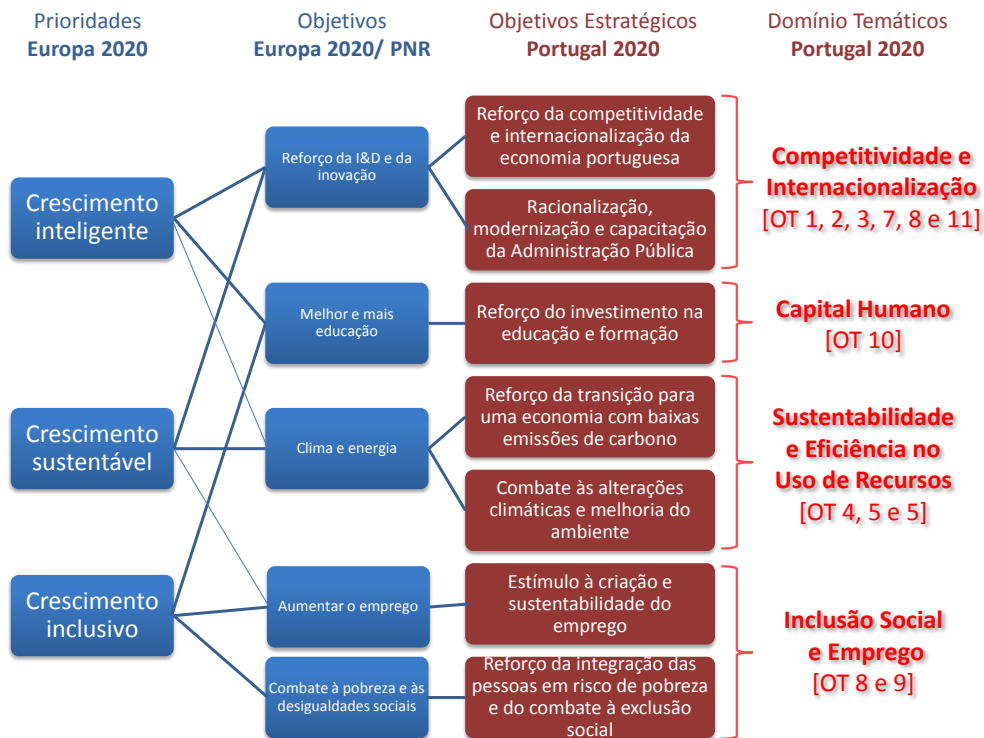 Prioridades
Europa 2020
Objetivos
Europa 2020/ PNR
Objetivos Estratégicos
Portugal 2020
Domínio Temáticos
Portugal 2020
Crescimento
inteligente
Crescimento
sustentável
Crescimento
inclusivo
Reforço da I&D e da
inovação
Melhor e mais
educação
Clima e energia
Aumentar o emprego
Combate à pobreza e às
desigualdades sociais
Reforço da competitividade
e internacionalização da
economia portuguesa
Racionalização,
modernização e capacitação
da Administração Pública
Reforço do investimento na
educação e formação
Reforço da transição para
uma economia com baixas
emissões de carbono
Combate às alterações
climáticas e melhoria do
ambiente
Estímulo à criação e
sustentabilidade do
emprego
Reforço da integração das
pessoas em risco de pobreza
e do combate à exclusão
social
Competitividade e
Internacionalização
[OT 1, 2, 3, 7, 8 e 11]
Capital Humano
[OT 10]
Sustentabilidade
e Eficiência no
Uso de Recursos
[OT 4, 5 e 5]
Inclusão Social
e Emprego
[OT 8 e 9]